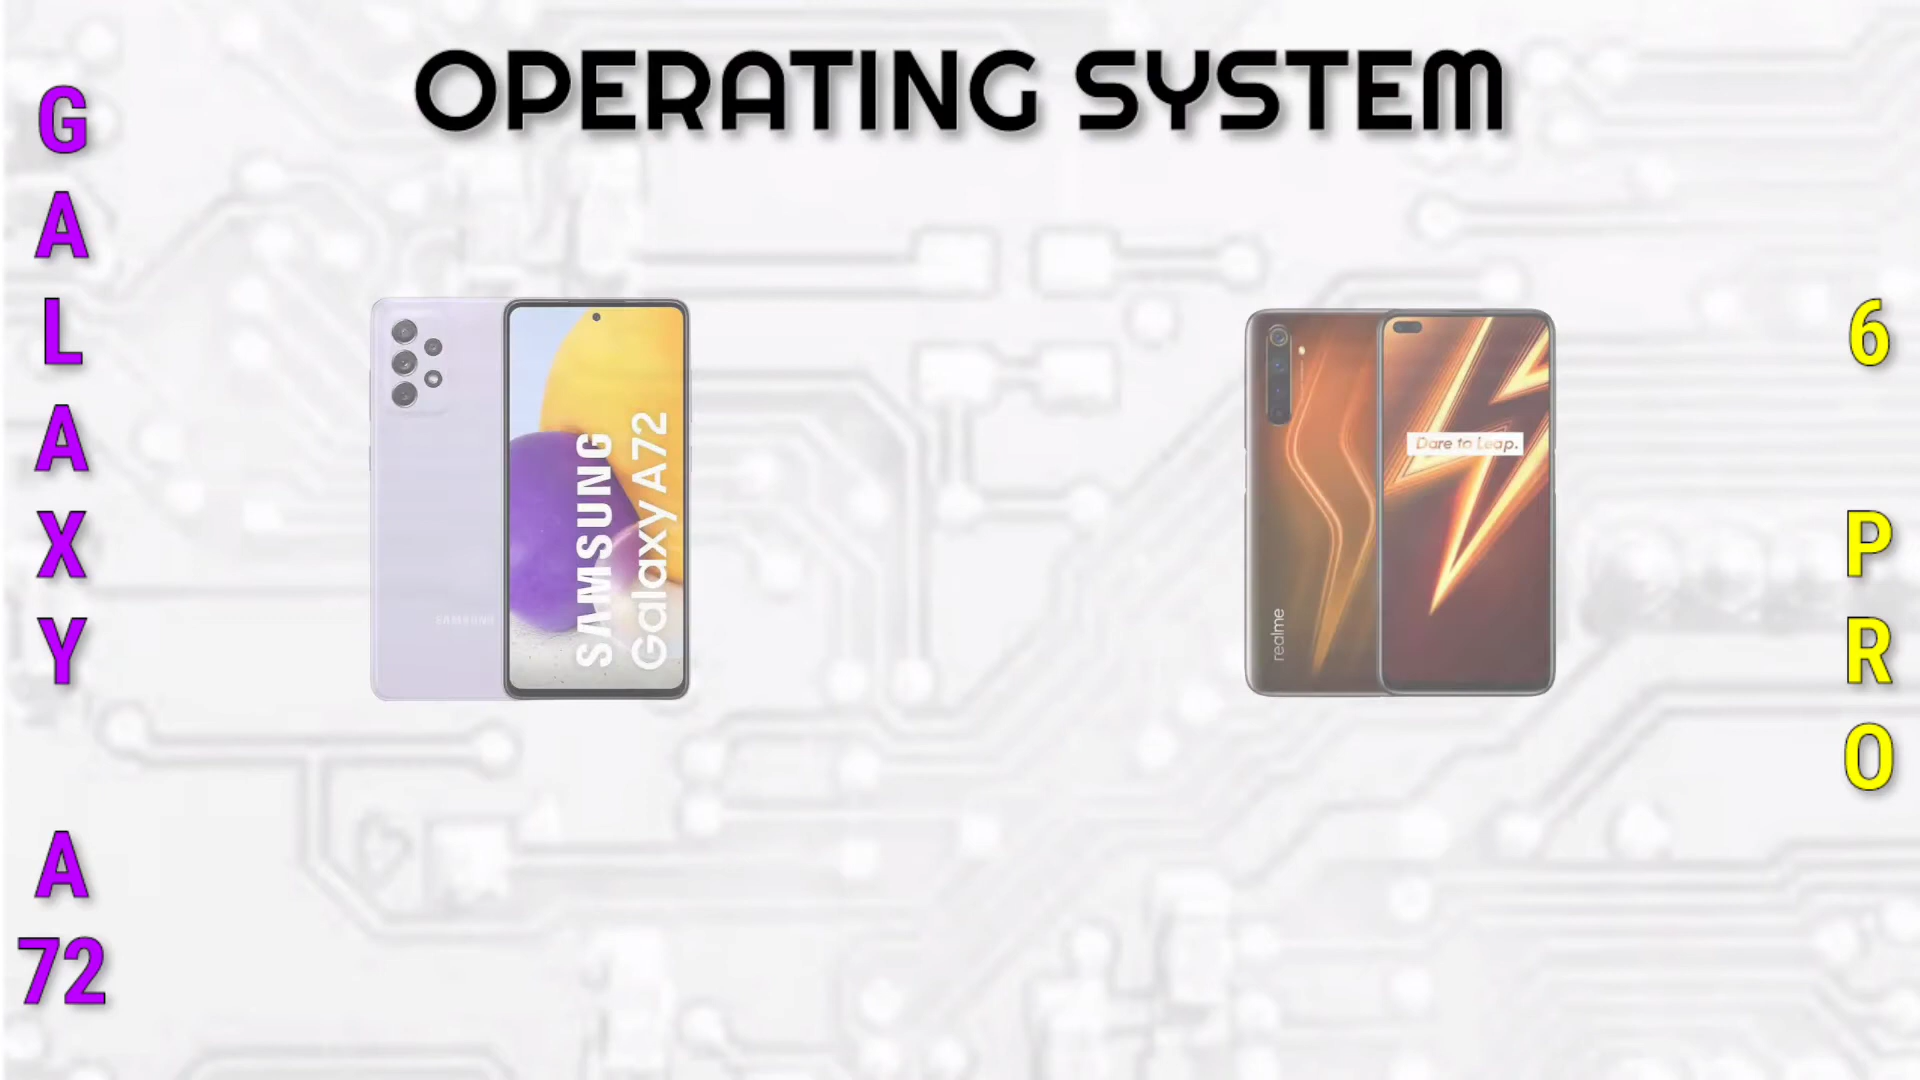 OPERATING SYSTEM
GALAXY A72
SAMSUNG
SAMSUNG
Galaxy A72
realme
Dare to Leap.
6 PRO